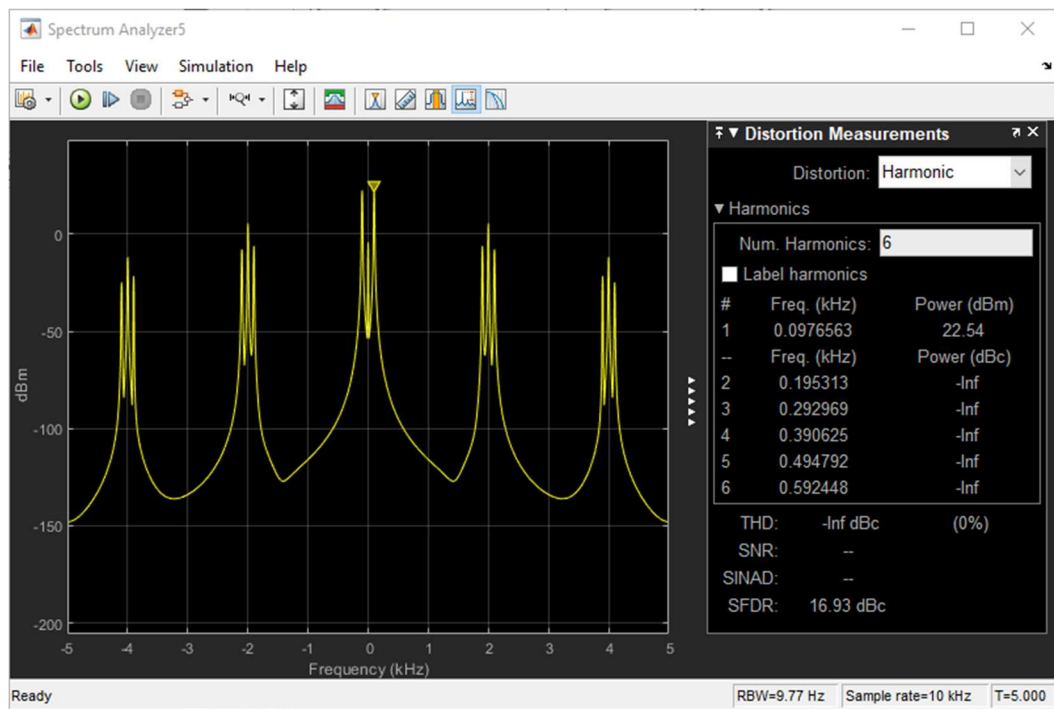 Spectrum Analyzer5
File Tools View Simulation Help
0
-50
-100
-150
-200
dBm
-5 -4 -3 -2 -1 0 1 2 3 4 5
Frequency (kHz)
Distortion Measurements
Distortion: Harmonic
Harmonics
Num. Harmonics: 6
Label harmonics
# Freq. (kHz) Power (dBm)
1 0.0976563 22.54
-- Freq. (kHz) Power (dBc)
2 0.195313 -Inf
3 0.292969 -Inf
4 0.390625 -Inf
5 0.494792 -Inf
6 0.592448 -Inf
THD: -Inf dBc (0%)
SNR: --
SINAD: --
SFDR: 16.93 dBc
Ready RBW=9.77 Hz Sample rate=10 kHz T=5.000